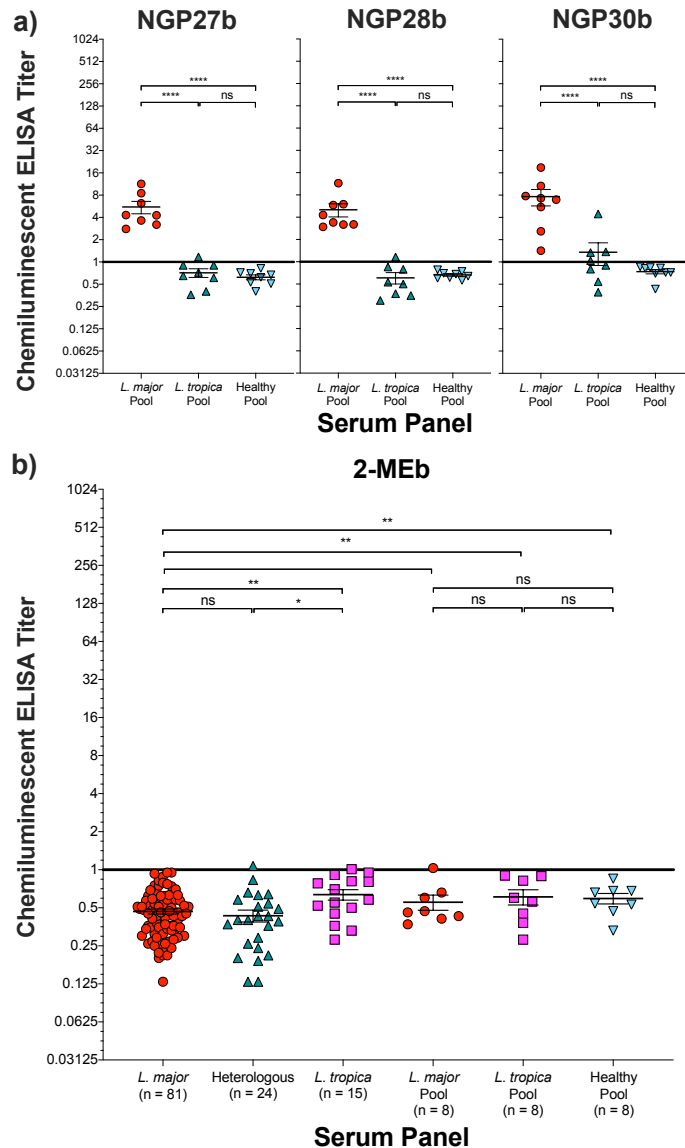 a)
NGP27b NGP28b NGP30b
Chemiluminescent ELISA Titer
1024
512
256
128
64
32
16
8
4
2
1
0.5
0.25
0.125
0.0625
0.03125
**** **** ****
**** ns **** ns **** ns
L. major Pool L. tropica Pool Healthy Pool L. major Pool L. tropica Pool Healthy Pool L. major Pool L. tropica Pool Healthy Pool
Serum Panel
b)
2-MEb
Chemiluminescent ELISA Titer
1024
512
256
128
64
32
16
8
4
2
1
0.5
0.25
0.125
0.0625
0.03125
**
**
** ns
ns * ns ns
L. major Heterologous L. tropica L. major L. tropica Healthy
(n = 81) (n = 24) (n = 15) Pool Pool Pool
(n = 8) (n = 8) (n = 8)
Serum Panel